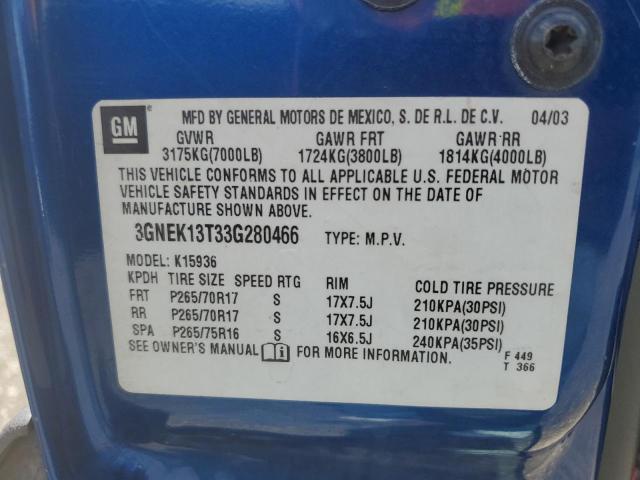 GM
MFD BY GENERAL MOTORS DE MEXICO, S. DE R.L. DE C.V. 04/03
GVWR GAWR FRT GAWR RR
3175KG(7000LB) 1724KG(3800LB) 1814KG(4000LB)
THIS VEHICLE CONFORMS TO ALL APPLICABLE U.S. FEDERAL MOTOR
VEHICLE SAFETY STANDARDS IN EFFECT ON THE DATE OF
MANUFACTURE SHOWN ABOVE.
3GNEK13T33G280466 TYPE: M.P.V.
MODEL: K15936
KPDH TIRE SIZE SPEED RTG RIM COLD TIRE PRESSURE
FRT P265/70R17 S 17X7.5J 210KPA(30PSI)
RR P265/70R17 S 17X7.5J 210KPA(30PSI)
SPA P265/75R16 S 16X6.5J 240KPA(35PSI)
SEE OWNER'S MANUAL FOR MORE INFORMATION.
F 449
T 366